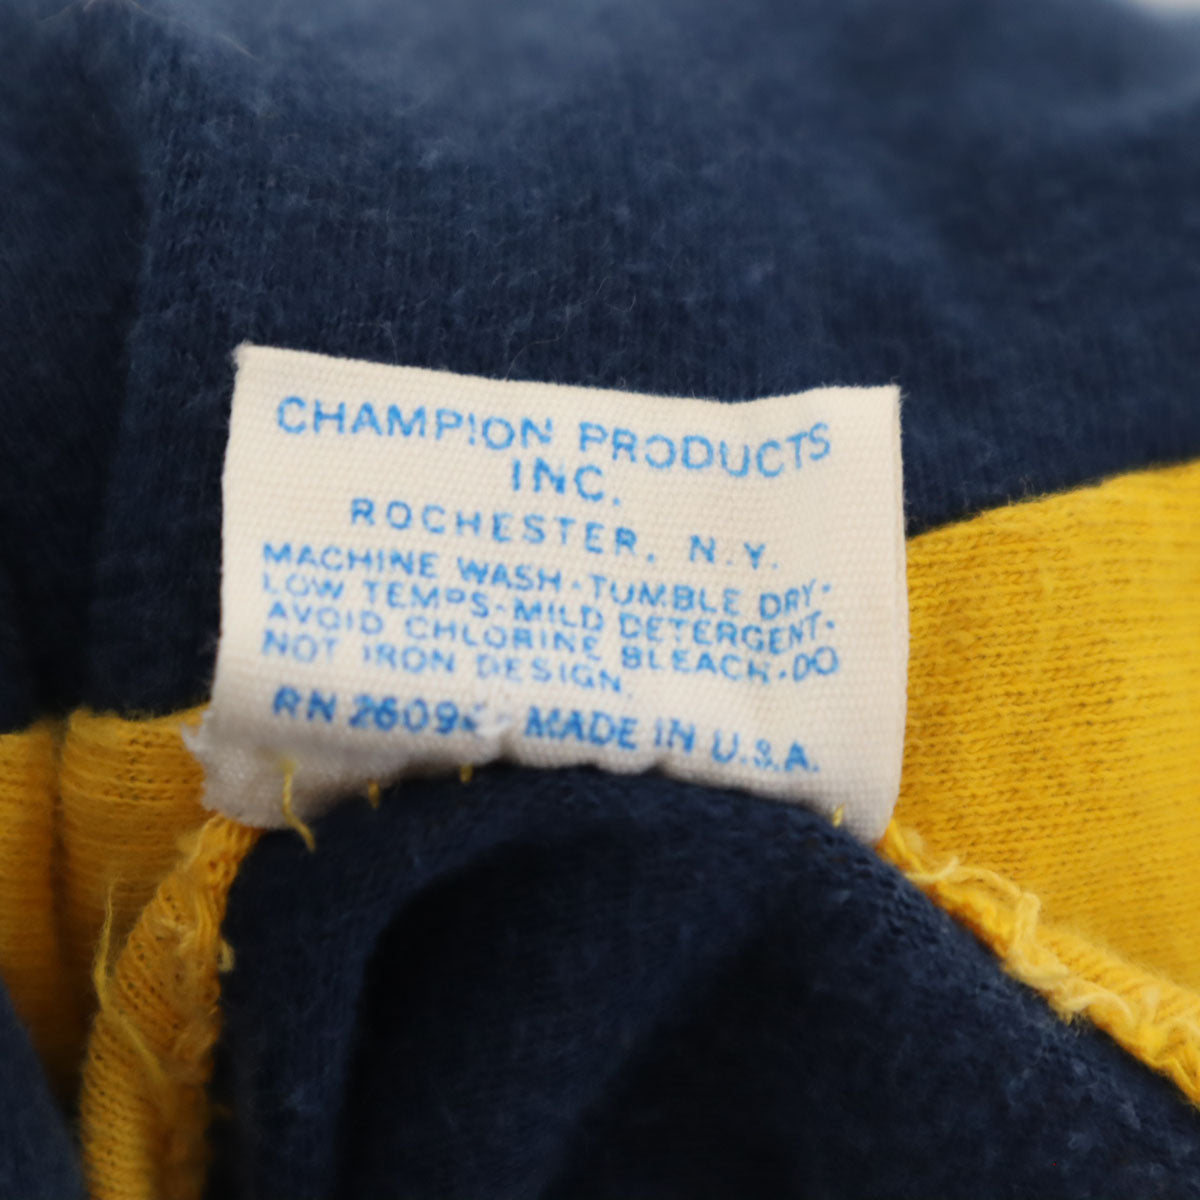 CHAMPION PRODUCTS
INC.
ROCHESTER, N.Y.
MACHINE WASH-TUMBLE DRY-
LOW TEMPS-MILD DETERGENT-
AVOID CHLORINE BLEACH-DO
NOT IRON DESIGN.
RN MADE IN U.S.A.